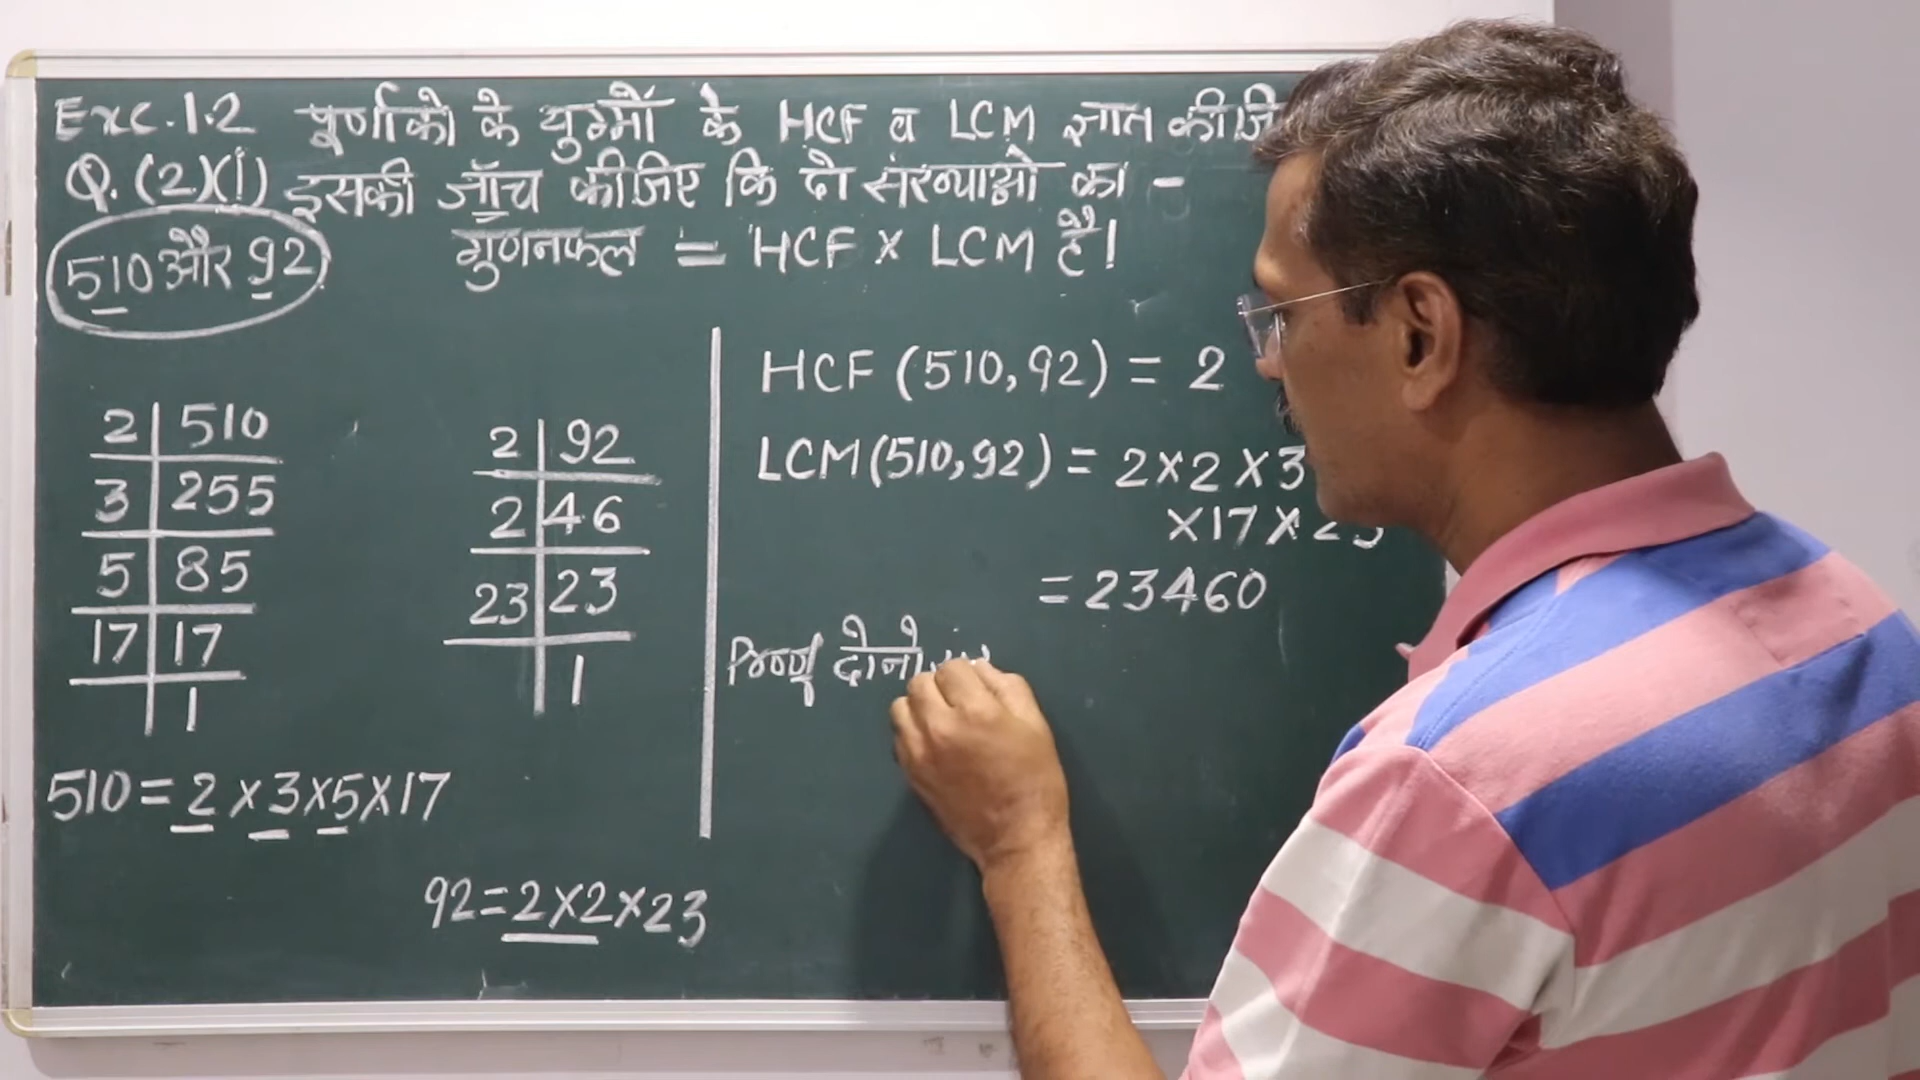 Exc. 1.2 पूर्णांको के युग्मों के HCF व LCM ज्ञात
Q. (2)(i) इसकी जॉच कीजिए कि दो संख्याओ का -
510 और 92 गुणनफल = HCF x LCM है।
2 510
3 255
5 85
17 17
1
2 92
2 46
23 23
1
510 = 2 x 3 x 5 x 17
92 = 2 x 2 x 23
HCF (510, 92) = 2
LCM (510, 92) = 2 x 2 x 3
x 17 x 23
= 23460
Proof दोनो